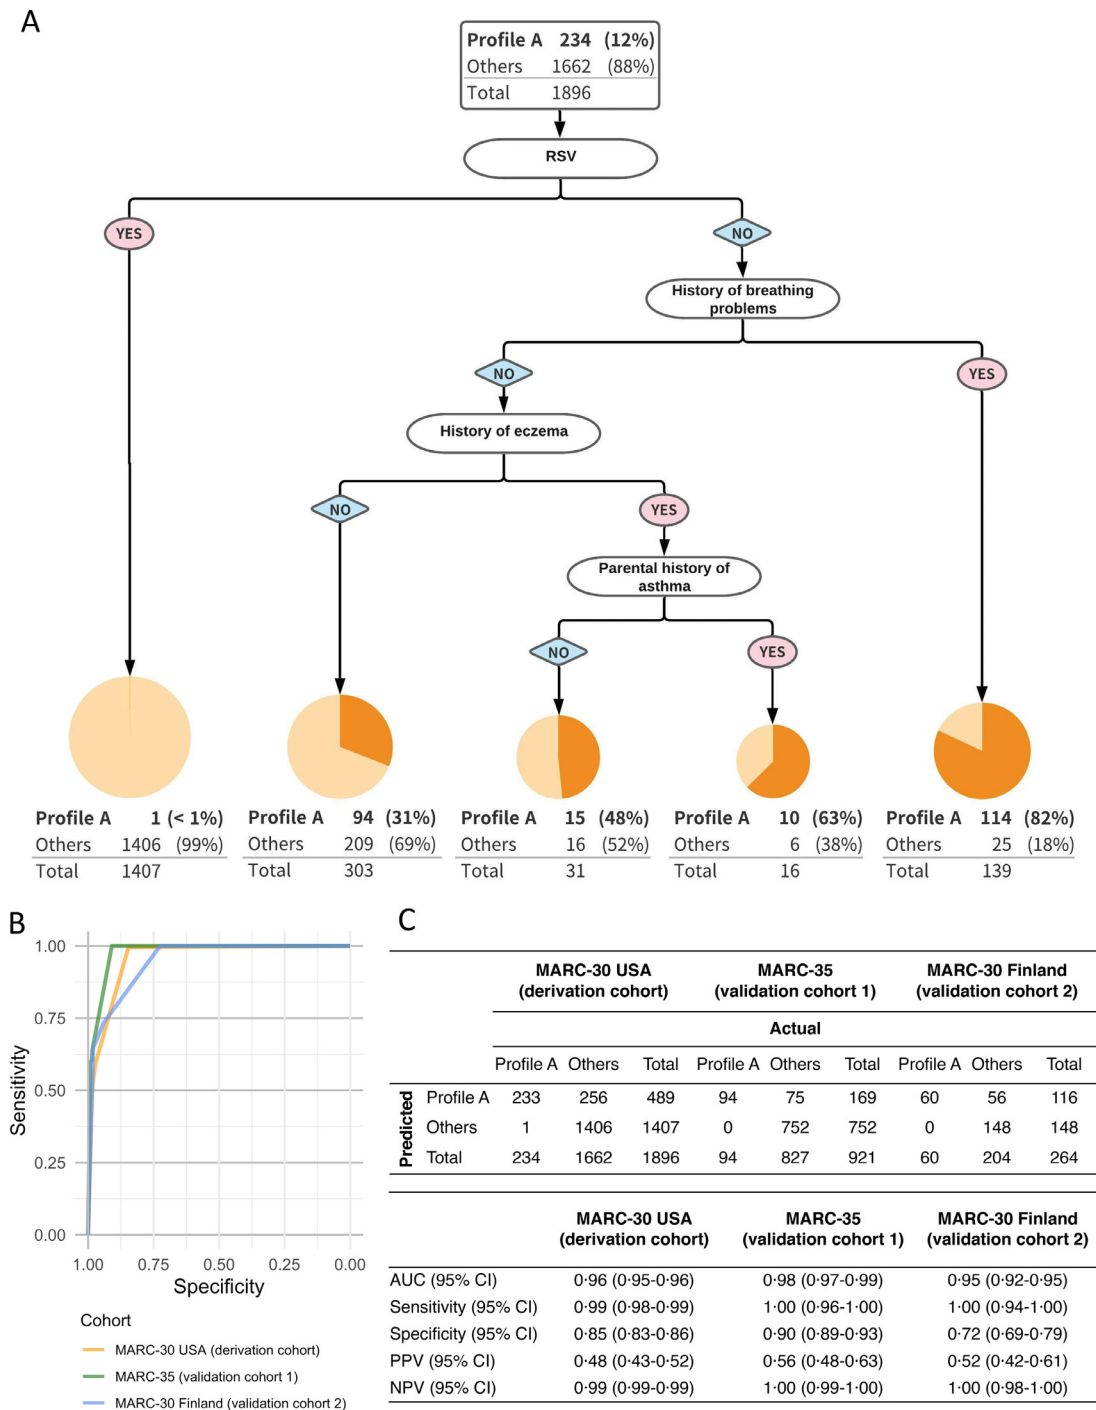 A
Profile A 234 (12%)
Others 1662 (88%)
Total 1896
RSV
YES
NO
History of breathing
problems
NO
YES
History of eczema
NO
YES
Parental history of
asthma
NO
YES
Profile A 1 (< 1%)
Others 1406 (99%)
Total 1407
Profile A 94 (31%)
Others 209 (69%)
Total 303
Profile A 15 (48%)
Others 16 (52%)
Total 31
Profile A 10 (63%)
Others 6 (38%)
Total 16
Profile A 114 (82%)
Others 25 (18%)
Total 139
B
1.00
0.75
0.50
0.25
0.00
Sensitivity
1.00 0.75 0.50 0.25 0.00
Specificity
Cohort
MARC-30 USA (derivation cohort)
MARC-35 (validation cohort 1)
MARC-30 Finland (validation cohort 2)
C
MARC-30 USA MARC-35 MARC-30 Finland
(derivation cohort) (validation cohort 1) (validation cohort 2)
Actual
Profile A Others Total Profile A Others Total Profile A Others Total
Predicted
Profile A 233 256 489 94 75 169 60 56 116
Others 1 1406 1407 0 752 752 0 148 148
Total 234 1662 1896 94 827 921 60 204 264
MARC-30 USA MARC-35 MARC-30 Finland
(derivation cohort) (validation cohort 1) (validation cohort 2)
AUC (95% CI) 0·96 (0·95-0·96) 0·98 (0·97-0·99) 0·95 (0·92-0·95)
Sensitivity (95% CI) 0·99 (0·98-0·99) 1·00 (0·96-1·00) 1·00 (0·94-1·00)
Specificity (95% CI) 0·85 (0·83-0·86) 0·90 (0·89-0·93) 0·72 (0·69-0·79)
PPV (95% CI) 0·48 (0·43-0·52) 0·56 (0·48-0·63) 0·52 (0·42-0·61)
NPV (95% CI) 0·99 (0·99-0·99) 1·00 (0·99-1·00) 1·00 (0·98-1·00)